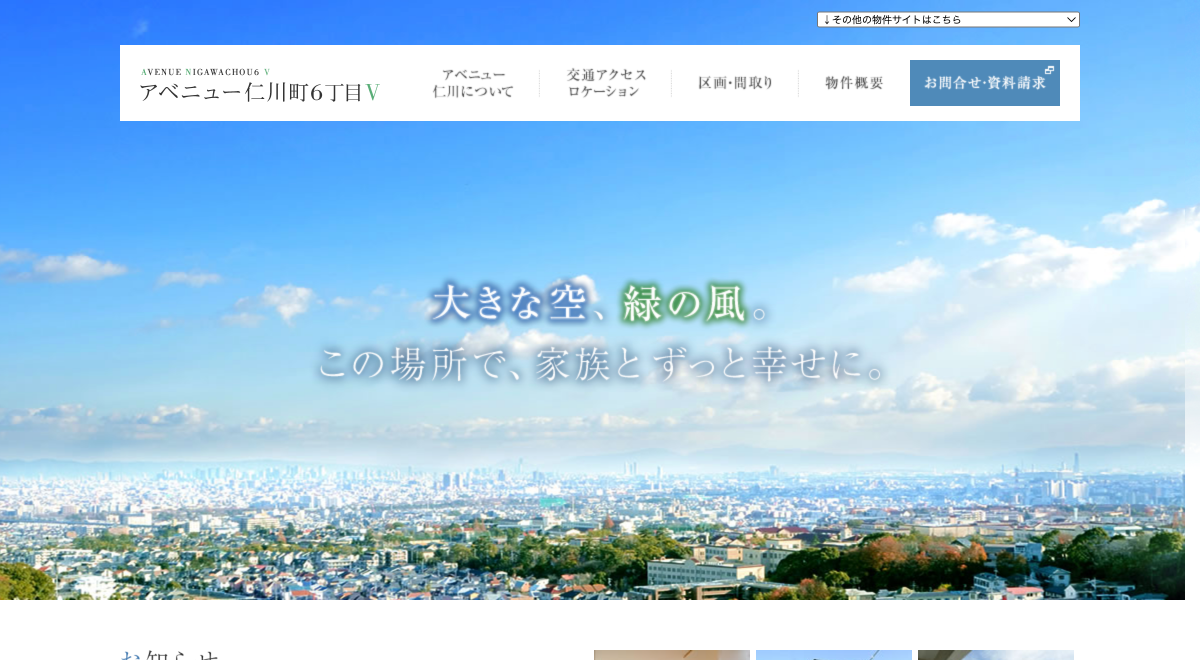 ↓その他の物件サイトはこちら
AVENUE NIGAWACHOU6 V
アベニュー仁川町6丁目V
アベニュー
仁川について
交通アクセス
ロケーション
区画・間取り
物件概要
お問合せ・資料請求
大きな空、緑の風。
この場所で、家族とずっと幸せに。
お知らせ